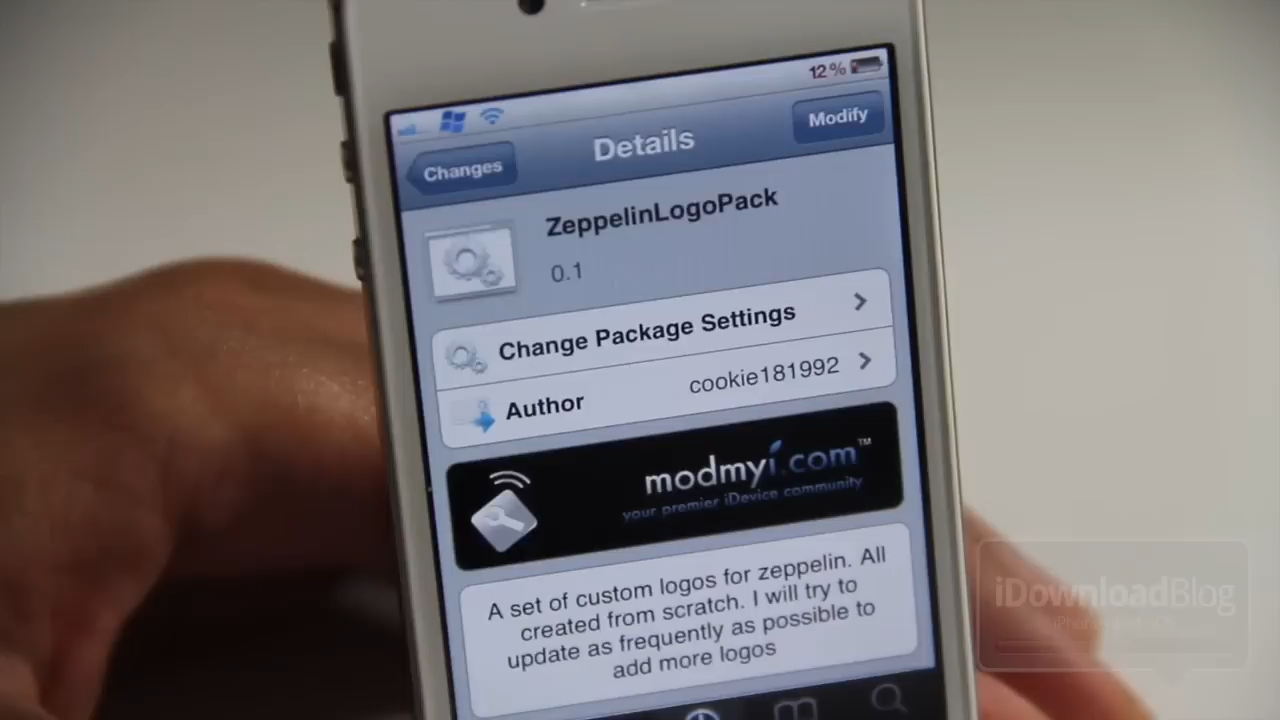 12%
Changes
Details
Modify
ZeppelinLogoPack
0.1
Change Package Settings
Author
cookie181992
modmyi.com™
your premier iDevice community
A set of custom logos for zeppelin. All
created from scratch. I will try to
update as frequently as possible to
add more logos
iDownloadBlog